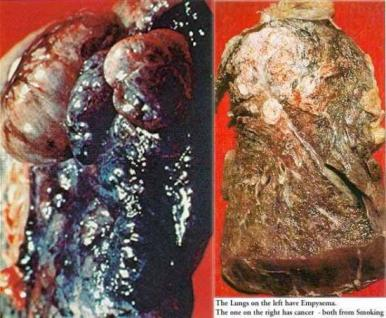 The Lungs on the left have Empysema.
The one on the right has cancer - both from Smoking